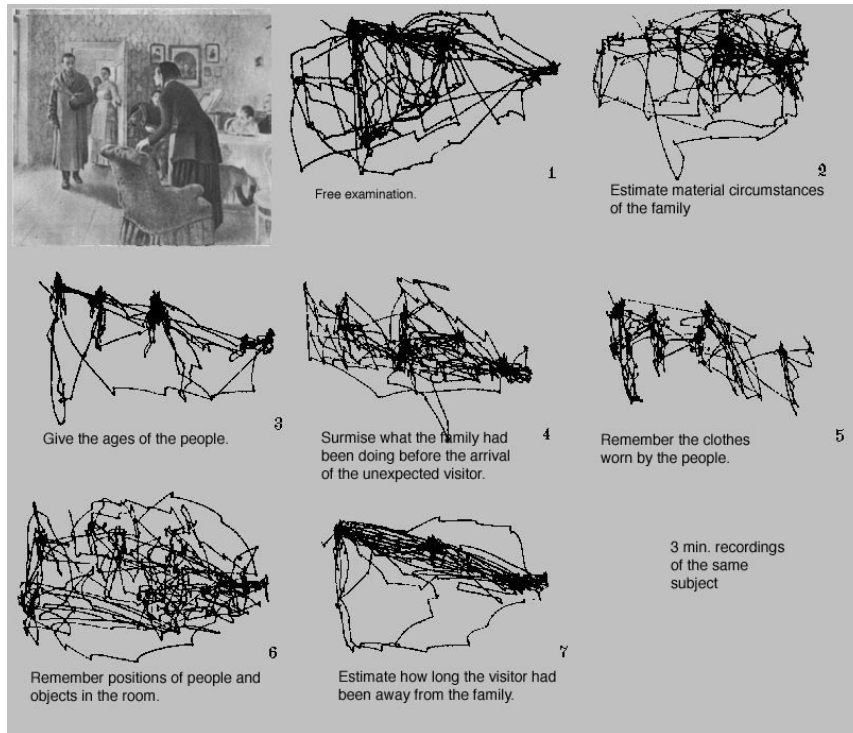 1
Free examination.
2
Estimate material circumstances
of the family
3
Give the ages of the people.
4
Surmise what the family had
been doing before the arrival
of the unexpected visitor.
5
Remember the clothes
worn by the people.
6
Remember positions of people and
objects in the room.
7
Estimate how long the visitor had
been away from the family.
3 min. recordings
of the same
subject